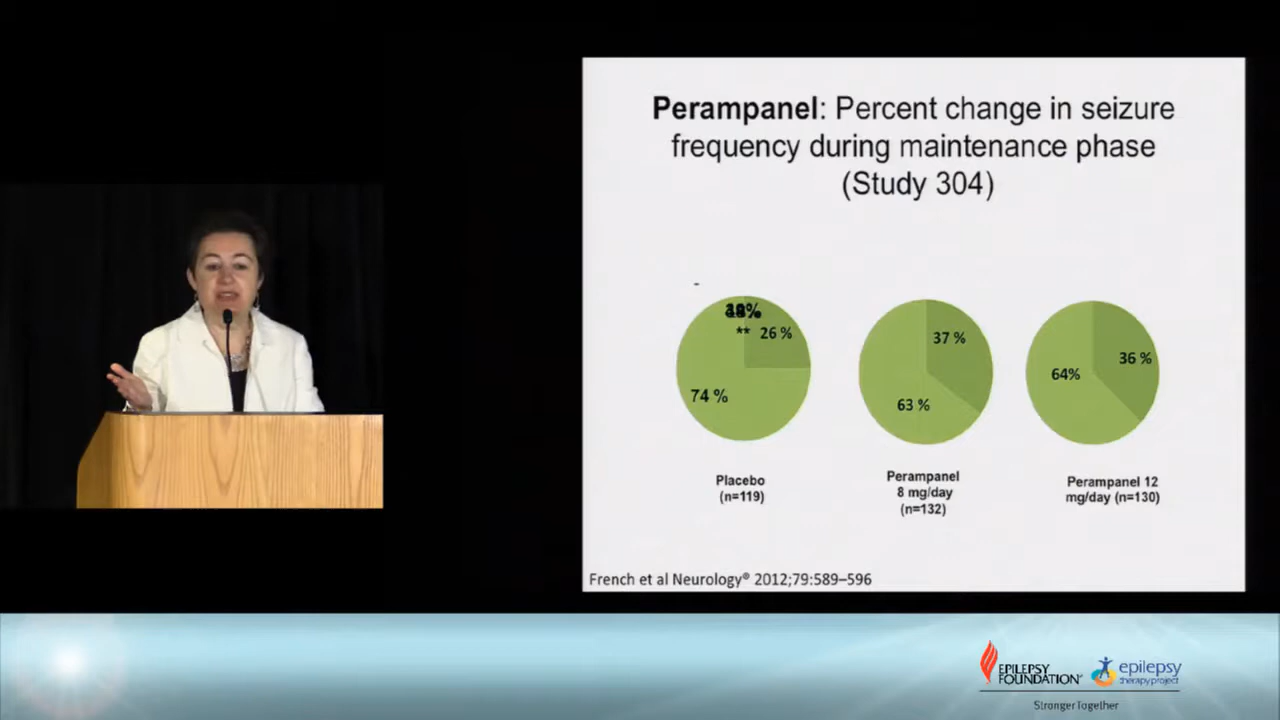 Perampanel: Percent change in seizure
frequency during maintenance phase
(Study 304)
-
**
26 %
74 %
37 %
63 %
36 %
64%
Placebo
(n=119)
Perampanel
8 mg/day
(n=132)
Perampanel 12
mg/day (n=130)
French et al Neurology® 2012;79:589–596
EPILEPSY
FOUNDATION
epilepsy
therapy project
Stronger Together